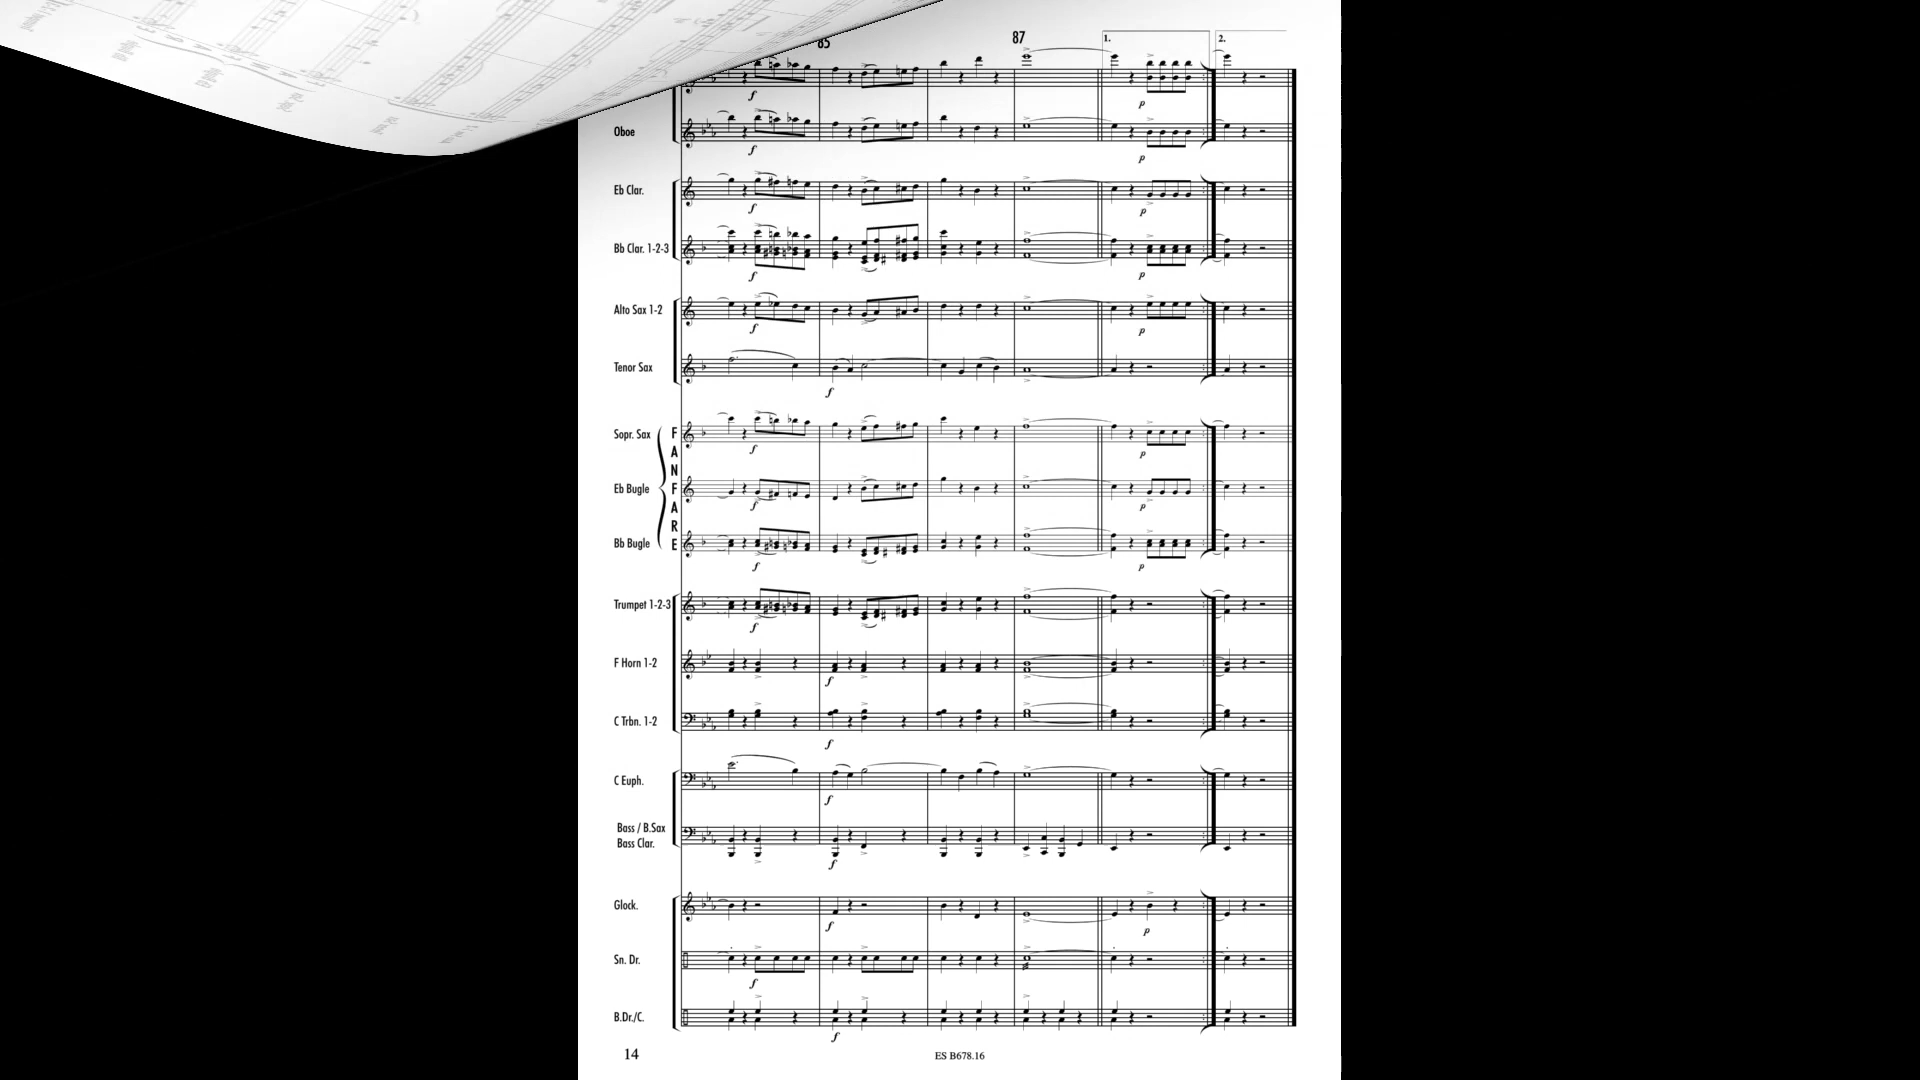 85
87
1.
2.
f
p
Oboe
f
p
Eb Clar.
f
p
Bb Clar. 1-2-3
f
p
Alto Sax 1-2
f
p
Tenor Sax
f
Sopr. Sax
f
p
FANFARE
Eb Bugle
f
p
Bb Bugle
f
p
Trumpet 1-2-3
f
F Horn 1-2
f
C Trbn. 1-2
f
C Euph.
f
Bass / B.Sax
Bass Clar.
f
Glock.
f
p
Sn. Dr.
f
B.Dr./C.
f
14
ES B678.16